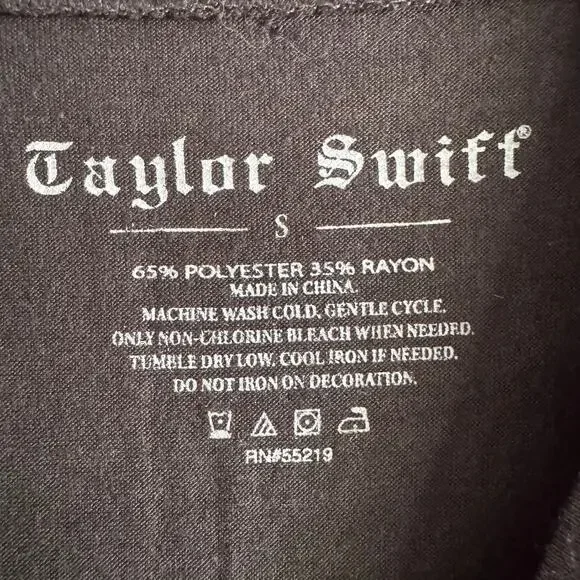 Taylor Swift®
S
65% POLYESTER 35% RAYON
MADE IN CHINA.
MACHINE WASH COLD. GENTLE CYCLE.
ONLY NON-CHLORINE BLEACH WHEN NEEDED.
TUMBLE DRY LOW. COOL IRON IF NEEDED.
DO NOT IRON ON DECORATION.
RN#55219